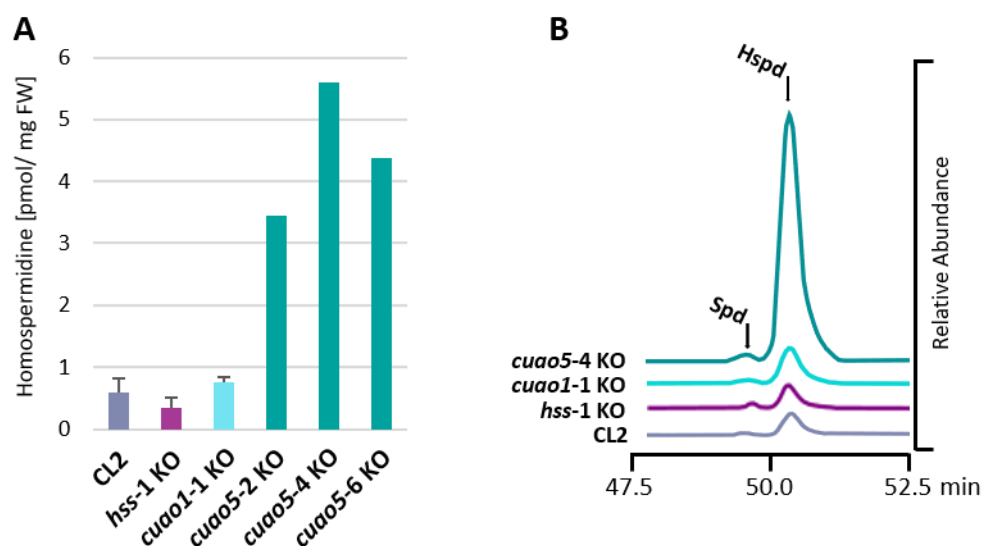 A
Homospermidine [pmol/ mg FW]
6
5
4
3
2
1
0
CL2
hss-1 KO
cuao1-1 KO
cuao5-2 KO
cuao5-4 KO
cuao5-6 KO
B
Hspd
Spd
cuao5-4 KO
cuao1-1 KO
hss-1 KO
CL2
Relative Abundance
47.5 50.0 52.5 min